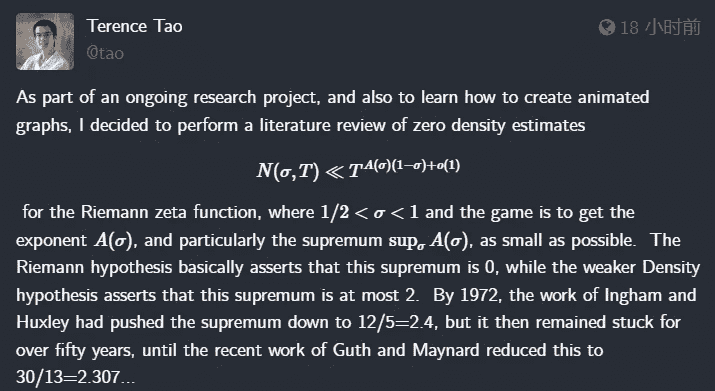 Terence Tao
18 小时前
@tao
As part of an ongoing research project, and also to learn how to create animated
graphs, I decided to perform a literature review of zero density estimates
N(σ,T) ≪ T^{A(σ)(1−σ)+o(1)}
for the Riemann zeta function, where 1/2 < σ < 1 and the game is to get the
exponent A(σ), and particularly the supremum sup_σ A(σ), as small as possible. The
Riemann hypothesis basically asserts that this supremum is 0, while the weaker Density
hypothesis asserts that this supremum is at most 2. By 1972, the work of Ingham and
Huxley had pushed the supremum down to 12/5=2.4, but it then remained stuck for
over fifty years, until the recent work of Guth and Maynard reduced this to
30/13=2.307...